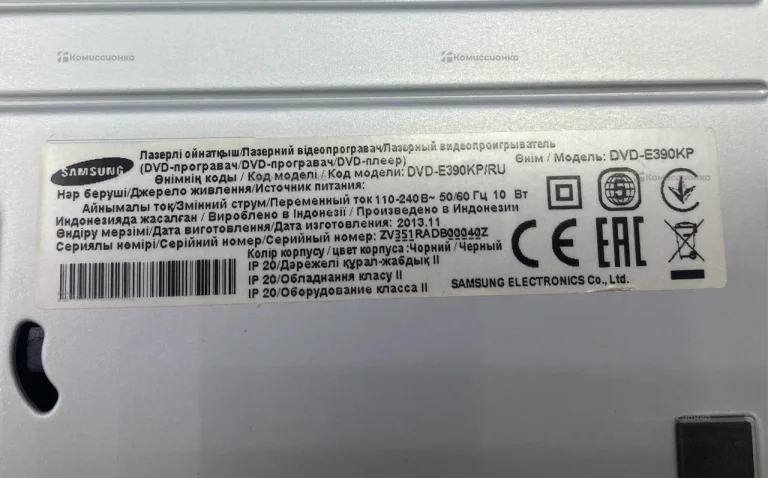 Комиссионка
Комиссионка
SAMSUNG
Лазерлі ойнатқыш/Лазерний відеопрогравач/Лазерный видеопроигрыватель
(DVD-програвач/DVD-програвач/DVD-плеер)
Өнім / Модель: DVD-E390KP
Өнімнің коды / Код моделі / Код модели: DVD-E390KP/RU
Нәр беруші/Джерело живлення/Источник питания:
Айнымалы ток/Змінний струм/Переменный ток 110-240В~ 50/60 Гц 10 Вт
Индонезияда жасалған / Вироблено в Індонезії / Произведено в Индонезии
Өндіру мерзімі/Дата виготовлення/Дата изготовления: 2013.11
Сериялы нөмірі/Серійний номер/Серийный номер: ZV351RADB00040Z
Колір корпусу / цвет корпуса: Чорний / Черный
IP 20/Дәрежелі құрал-жабдық II
IP 20/Обладнання класу II
IP 20/Оборудование класса II
5
CE EAC
SAMSUNG ELECTRONICS Co., Ltd.
Комиссионка